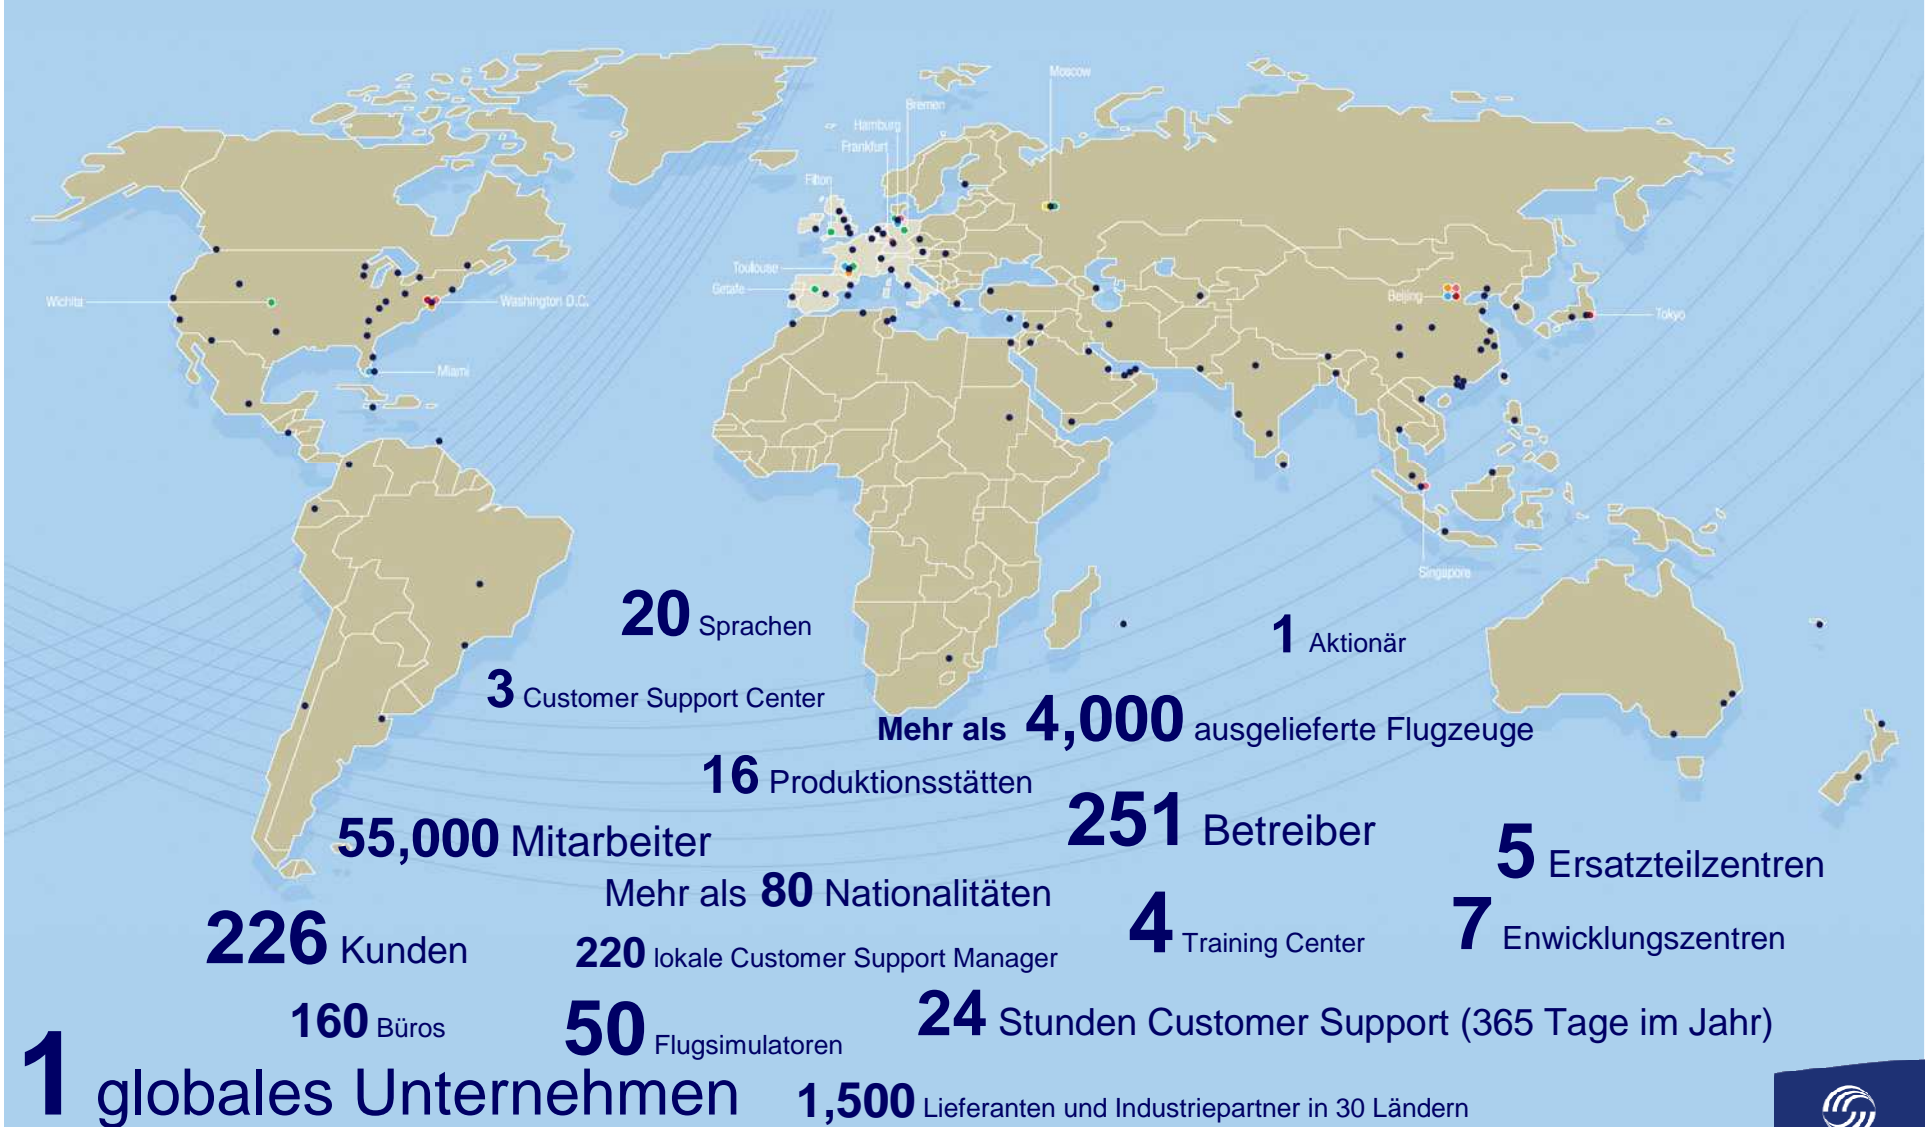 Moscow
Bremen
Hamburg
Frankfurt
Filton
Toulouse
Getafe
Wichita
Washington D.C.
Beijing
Tokyo
Miami
Singapore
20 Sprachen
1 Aktionär
3 Customer Support Center
Mehr als 4,000 ausgelieferte Flugzeuge
16 Produktionsstätten
55,000 Mitarbeiter
251 Betreiber
5 Ersatzteilzentren
Mehr als 80 Nationalitäten
226 Kunden
220 lokale Customer Support Manager
4 Training Center
7 Enwicklungszentren
160 Büros
50 Flugsimulatoren
24 Stunden Customer Support (365 Tage im Jahr)
1 globales Unternehmen
1,500 Lieferanten und Industriepartner in 30 Ländern